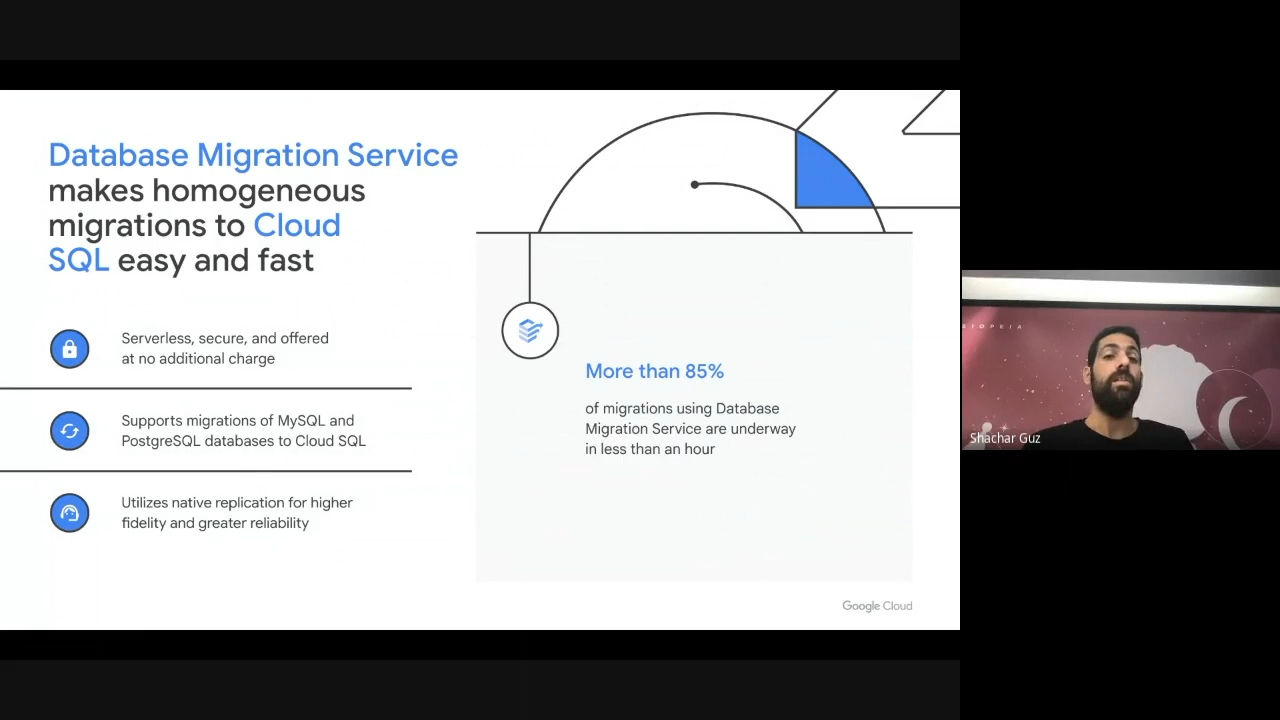 Database Migration Service
makes homogeneous
migrations to Cloud
SQL easy and fast
Serverless, secure, and offered
at no additional charge
Supports migrations of MySQL and
PostgreSQL databases to Cloud SQL
Utilizes native replication for higher
fidelity and greater reliability
More than 85%
of migrations using Database
Migration Service are underway
in less than an hour
Google Cloud
Shachar Guz